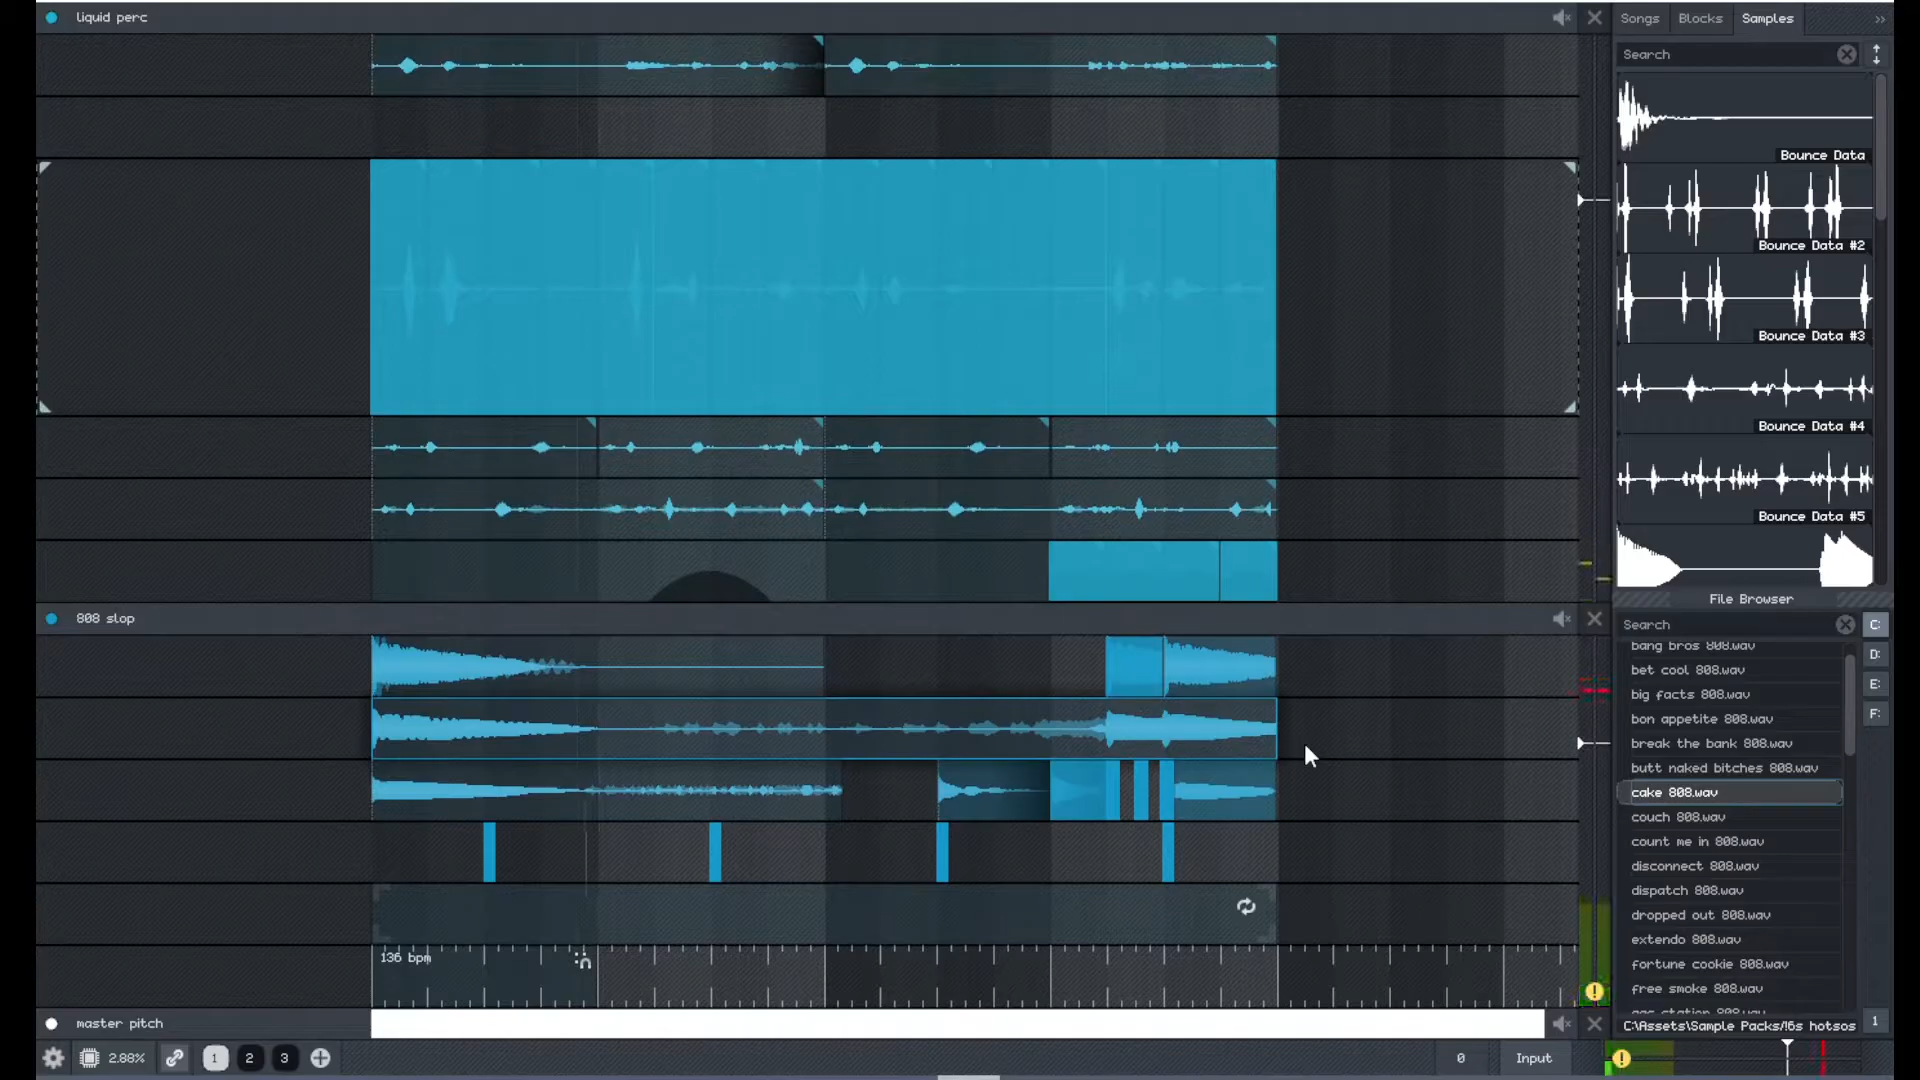 liquid perc
Songs
Blocks
Samples
Search
Bounce Data
Bounce Data #2
Bounce Data #3
Bounce Data #4
Bounce Data #5
File Browser
808 slop
Search
C:
D:
E:
F:
bang bros 808.wav
bet cool 808.wav
big facts 808.wav
bon appetite 808.wav
break the bank 808.wav
butt naked bitches 808.wav
cake 808.wav
couch 808.wav
count me in 808.wav
disconnect 808.wav
dispatch 808.wav
dropped out 808.wav
extendo 808.wav
fortune cookie 808.wav
free smoke 808.wav
136 bpm
master pitch
C:\Assets\Sample Packs/16s hotsos
1
2.88%
1
2
3
0
Input